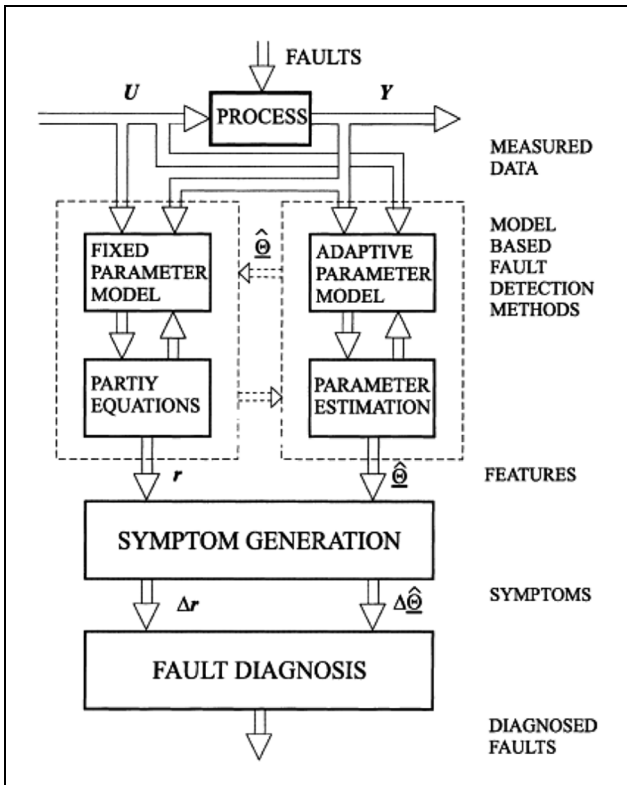 FAULTS
U
Y
PROCESS
MEASURED
DATA
FIXED
PARAMETER
MODEL
Θ̂
ADAPTIVE
PARAMETER
MODEL
MODEL
BASED
FAULT
DETECTION
METHODS
PARTIY
EQUATIONS
PARAMETER
ESTIMATION
r
Θ̂
FEATURES
SYMPTOM GENERATION
Δr
ΔΘ̂
SYMPTOMS
FAULT DIAGNOSIS
DIAGNOSED
FAULTS